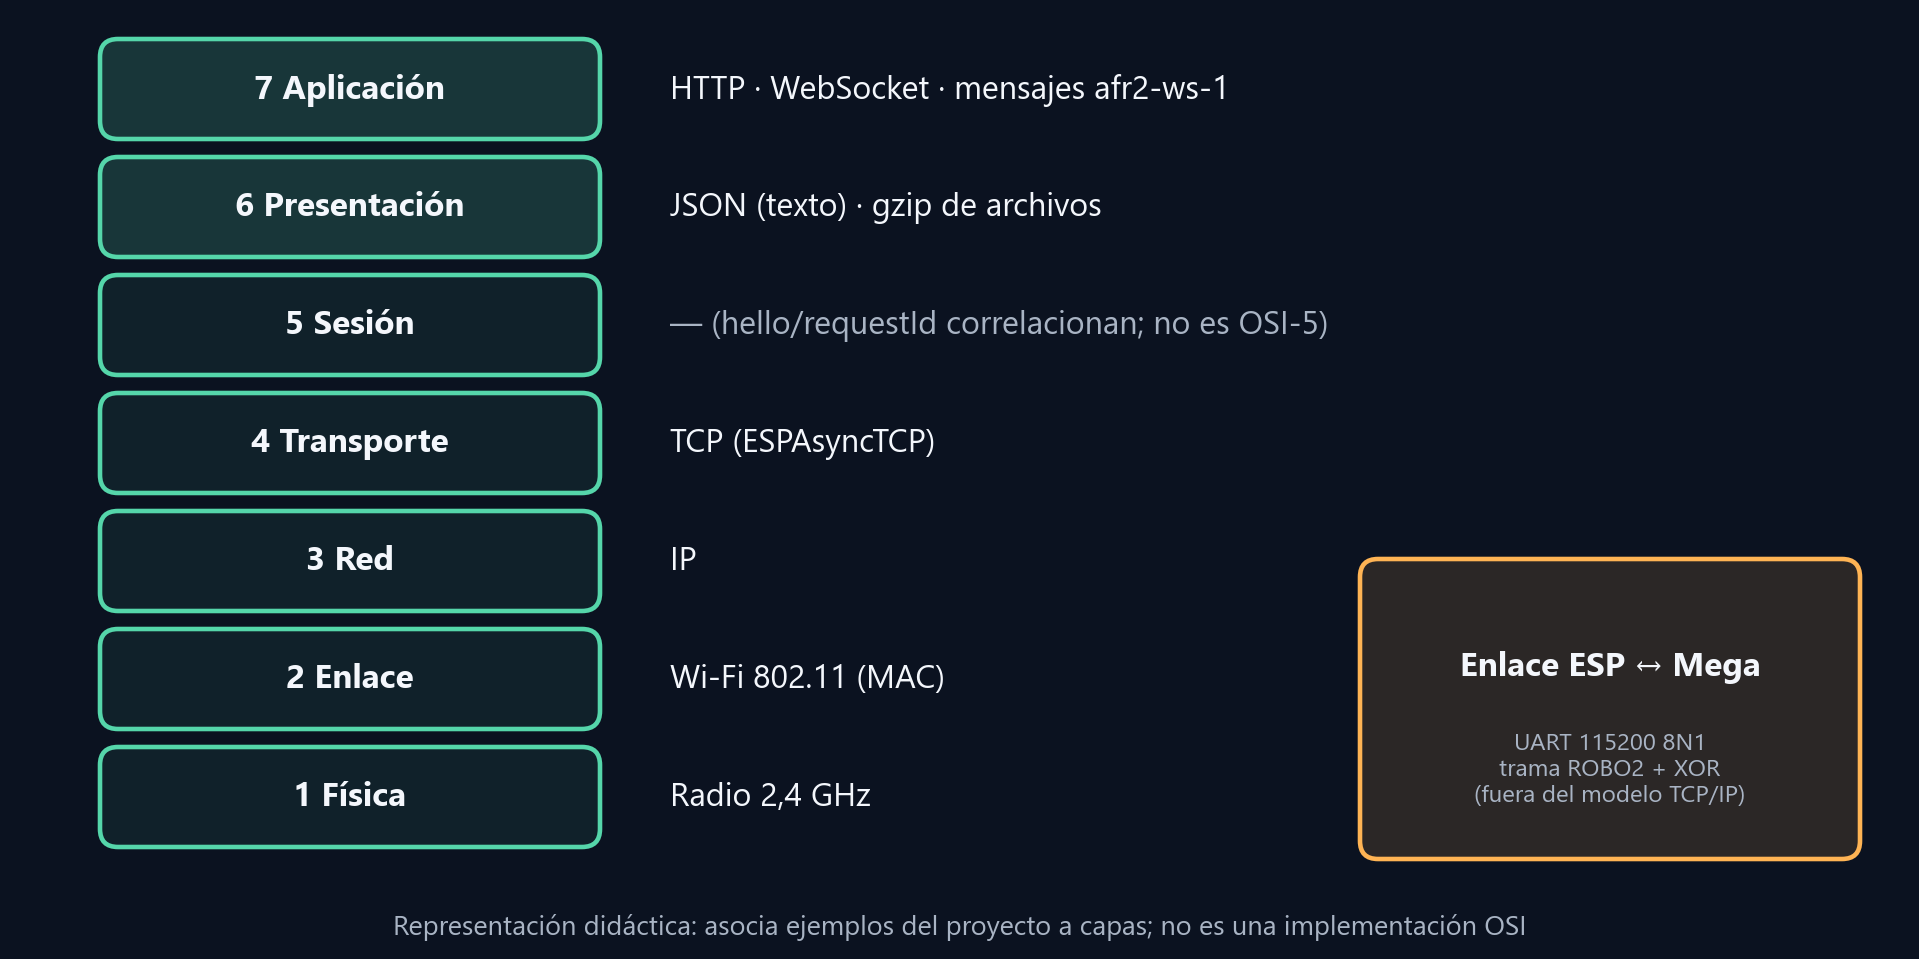 7 Aplicación
HTTP · WebSocket · mensajes afr2-ws-1
6 Presentación
JSON (texto) · gzip de archivos
5 Sesión
— (hello/requestId correlacionan; no es OSI-5)
4 Transporte
TCP (ESPAsyncTCP)
3 Red
IP
2 Enlace
Wi-Fi 802.11 (MAC)
1 Física
Radio 2,4 GHz
Enlace ESP ↔ Mega
UART 115200 8N1
trama ROBO2 + XOR
(fuera del modelo TCP/IP)
Representación didáctica: asocia ejemplos del proyecto a capas; no es una implementación OSI